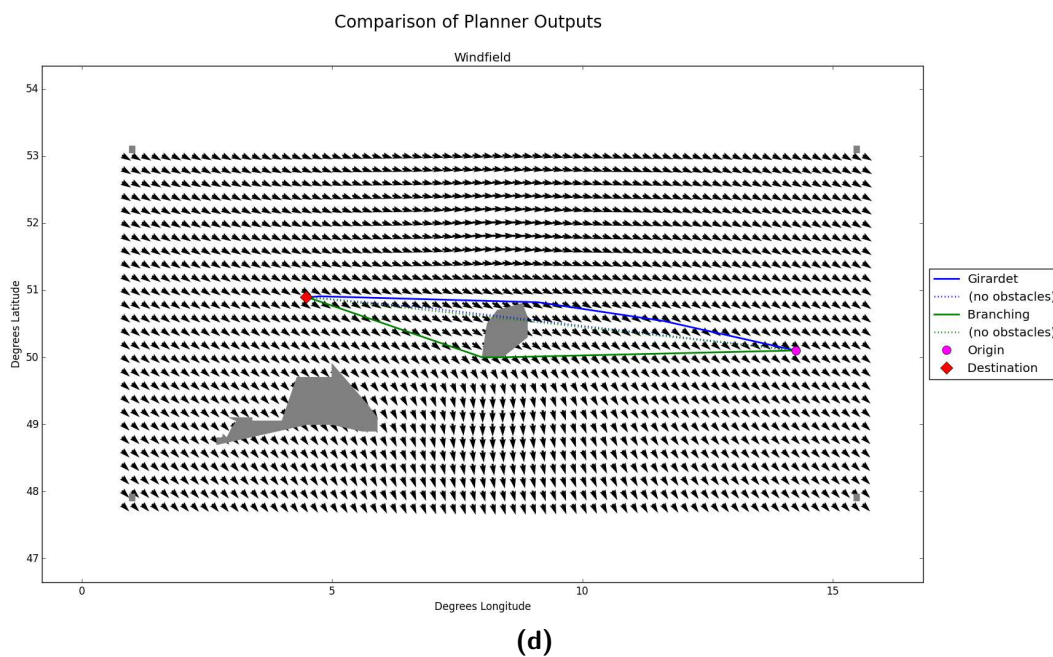 Comparison of Planner Outputs
Windfield
54
53
52
51
50
49
48
47
Degrees Latitude
0 5 10 15
Degrees Longitude
Girardet
(no obstacles)
Branching
(no obstacles)
Origin
Destination
(d)